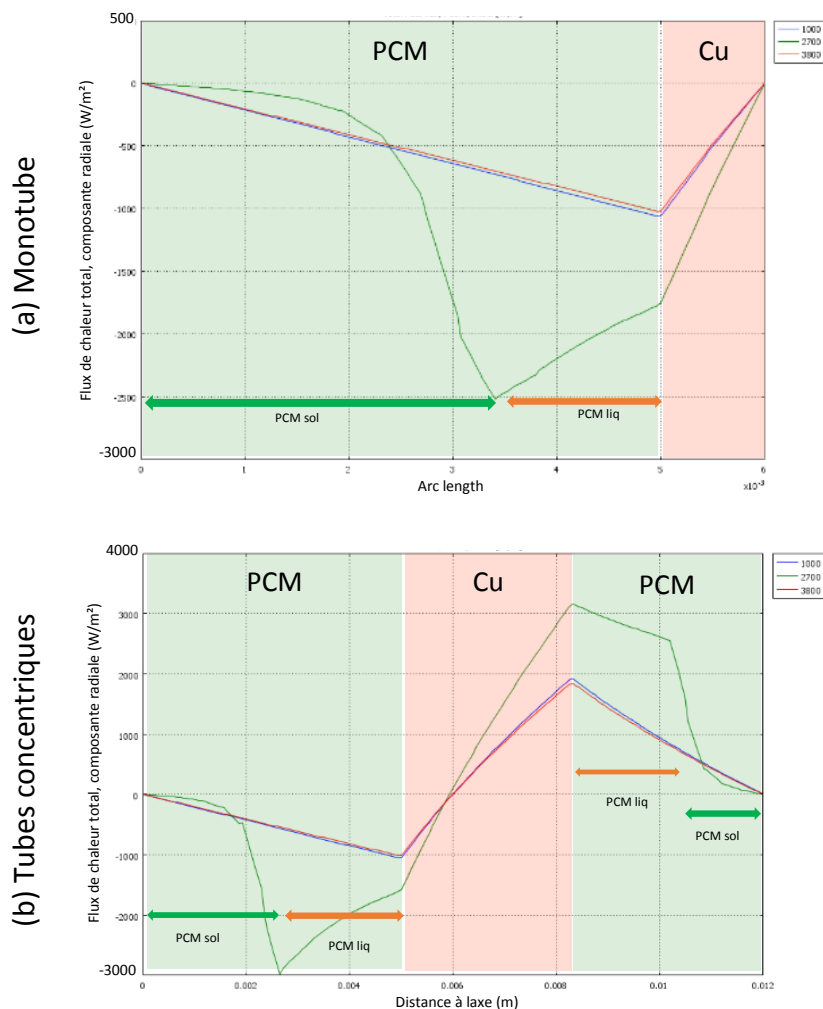 500
PCM
Cu
1000
2700
3800
0
-500
-1000
-1500
-2000
-2500
-3000
(a) Monotube
Flux de chaleur total, composante radiale (W/m²)
PCM sol
PCM liq
0
1
2
3
4
5
6
Arc length
x10⁻³
4000
PCM
Cu
PCM
1000
2700
3800
3000
2000
1000
0
-1000
-2000
-3000
(b) Tubes concentriques
Flux de chaleur total, composante radiale (W/m²)
PCM liq
PCM sol
PCM sol
PCM liq
0
0.002
0.004
0.006
0.008
0.01
0.012
Distance à laxe (m)